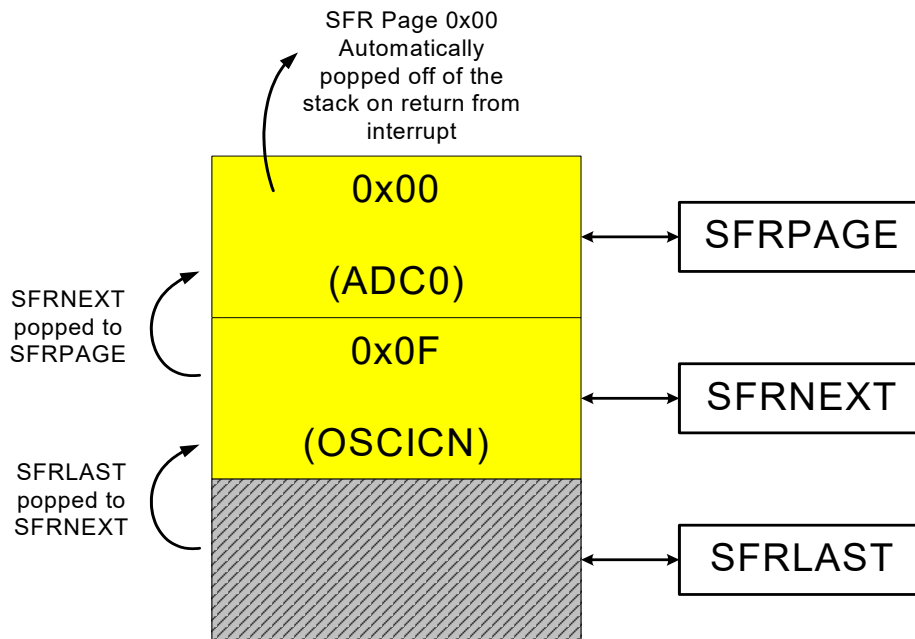 SFR Page 0x00
Automatically
popped off of the
stack on return from
interrupt
0x00
(ADC0)
SFRPAGE
SFRNEXT
popped to
SFRPAGE
0x0F
(OSCICN)
SFRNEXT
SFRLAST
popped to
SFRNEXT
SFRLAST